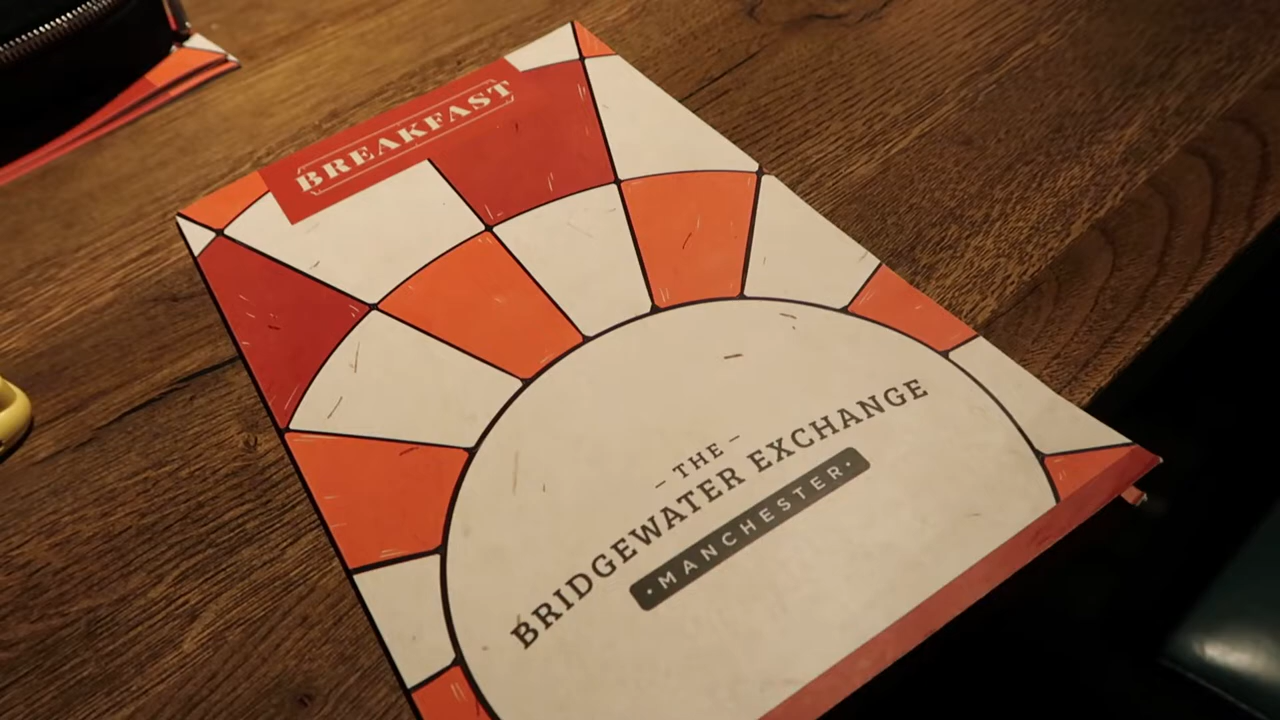 BREAKFAST
– THE –
BRIDGEWATER EXCHANGE
·MANCHESTER·